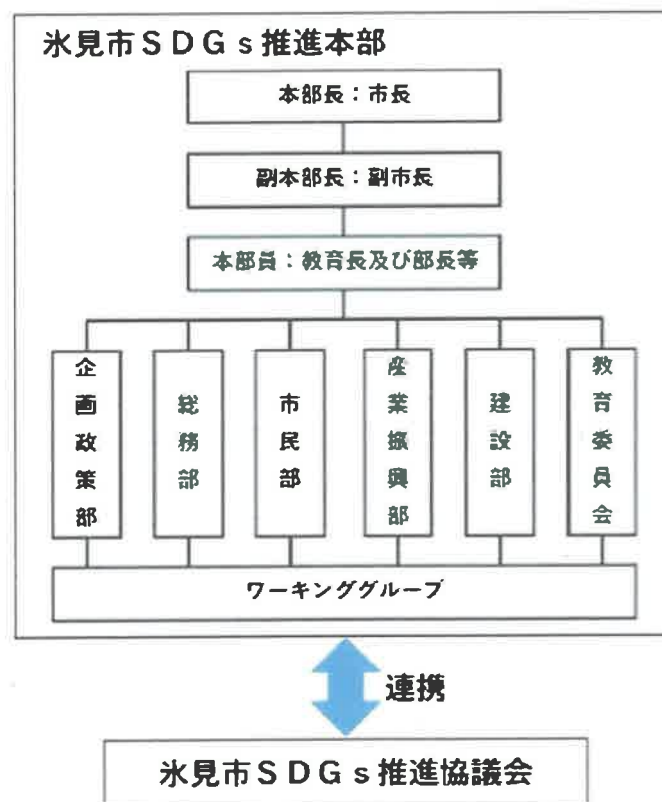 氷見市ＳＤＧｓ推進本部
本部長：市長
副本部長：副市長
本部員：教育長及び部長等
企画政策部
総務部
市民部
産業振興部
建設部
教育委員会
ワーキンググループ
連携
氷見市ＳＤＧｓ推進協議会